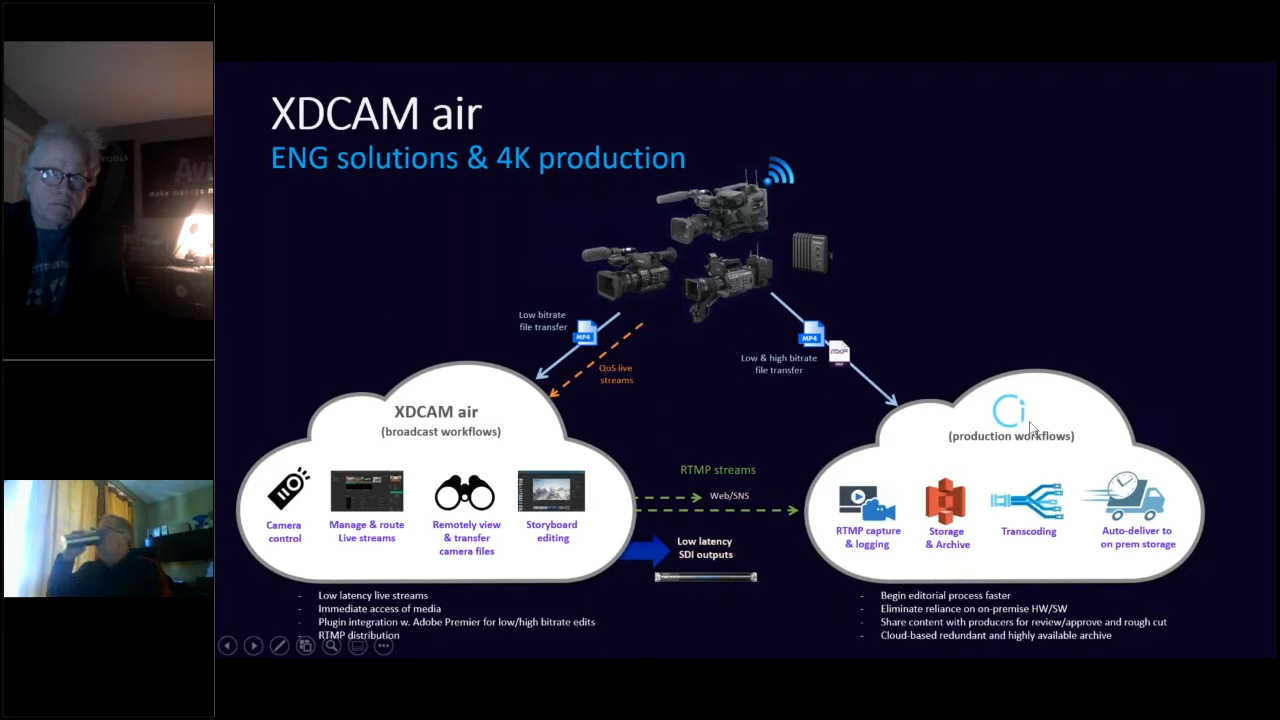 XDCAM air
ENG solutions & 4K production
TOOLS
Avi
Low bitrate
file transfer
MP4
QoS live
streams
MP4
Low & high bitrate
file transfer
XDCAM air
(broadcast workflows)
Camera
control
Manage & route
Live streams
Remotely view
& transfer
camera files
Storyboard
editing
RTMP streams
Web/SNS
Low latency
SDI outputs
Ci
(production workflows)
RTMP capture
& logging
Storage
& Archive
Transcoding
Auto-deliver to
on prem storage
- Low latency live streams
- Immediate access of media
- Plugin integration w. Adobe Premier for low/high bitrate edits
- RTMP distribution
- Begin editorial process faster
- Eliminate reliance on on-premise HW/SW
- Share content with producers for review/approve and rough cut
- Cloud-based redundant and highly available archive